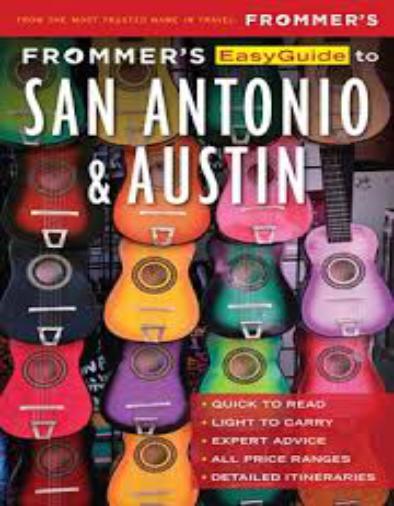 FROM THE MOST TRUSTED NAME IN TRAVEL: FROMMER'S
FROMMER'S EasyGuide to
SAN ANTONIO
& AUSTIN
• QUICK TO READ
• LIGHT TO CARRY
• EXPERT ADVICE
• ALL PRICE RANGES
• DETAILED ITINERARIES